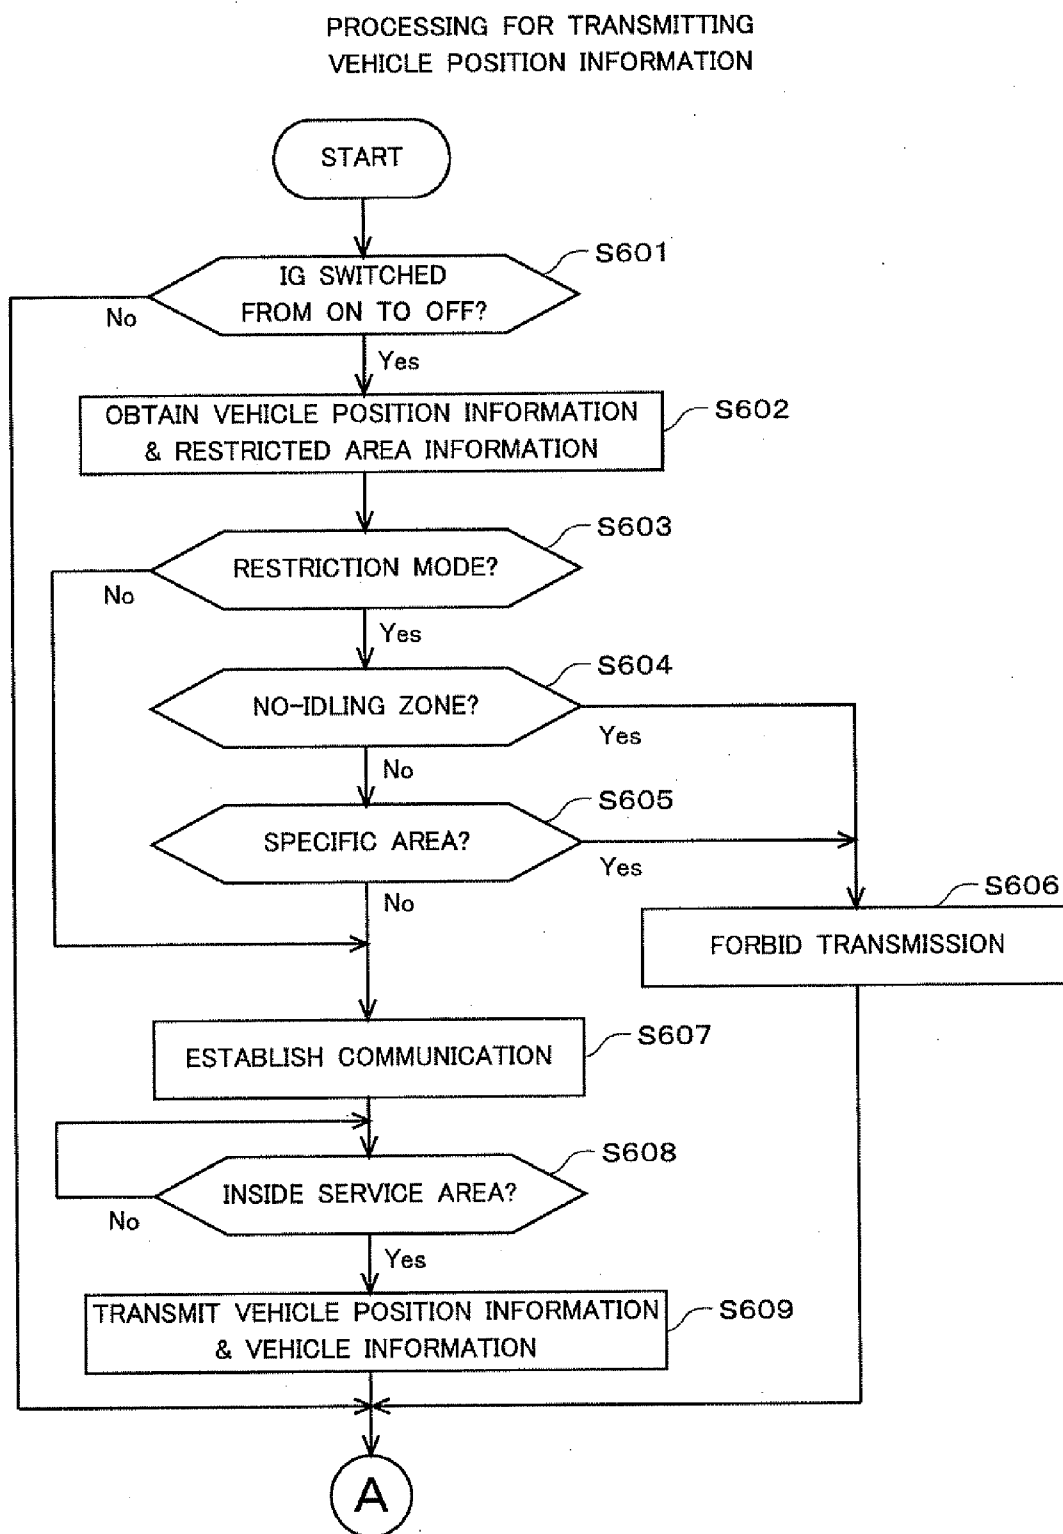 PROCESSING FOR TRANSMITTING
VEHICLE POSITION INFORMATION
START
S601
IG SWITCHED
FROM ON TO OFF?
No
Yes
S602
OBTAIN VEHICLE POSITION INFORMATION
& RESTRICTED AREA INFORMATION
S603
RESTRICTION MODE?
No
Yes
S604
NO-IDLING ZONE?
Yes
No
S605
SPECIFIC AREA?
Yes
No
S606
FORBID TRANSMISSION
S607
ESTABLISH COMMUNICATION
S608
INSIDE SERVICE AREA?
No
Yes
S609
TRANSMIT VEHICLE POSITION INFORMATION
& VEHICLE INFORMATION
A